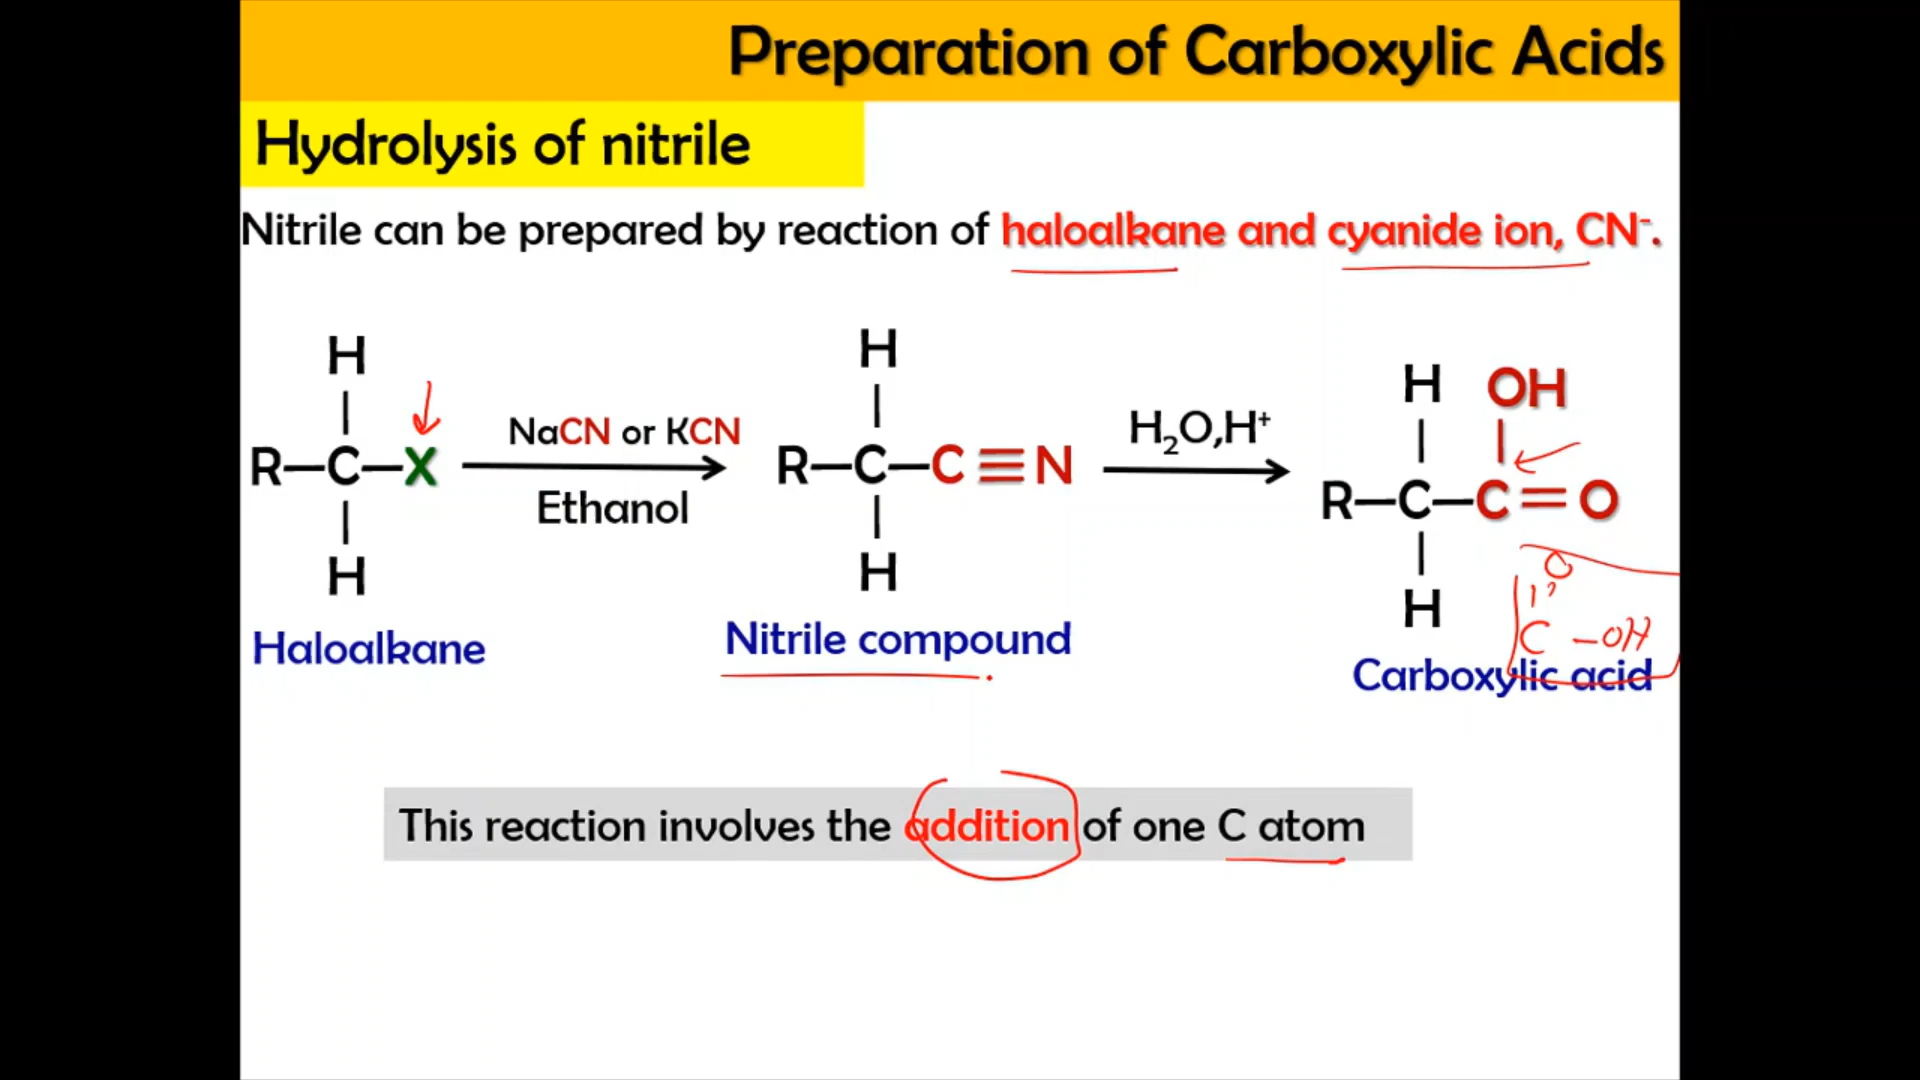 Preparation of Carboxylic Acids
Hydrolysis of nitrile
Nitrile can be prepared by reaction of haloalkane and cyanide ion, CN⁻.
H
R—C—X
H
Haloalkane
NaCN or KCN
Ethanol
H
R—C—C≡N
H
Nitrile compound
H₂O,H⁺
H OH
R—C—C=O
H
O
C -OH
Carboxylic acid
This reaction involves the addition of one C atom